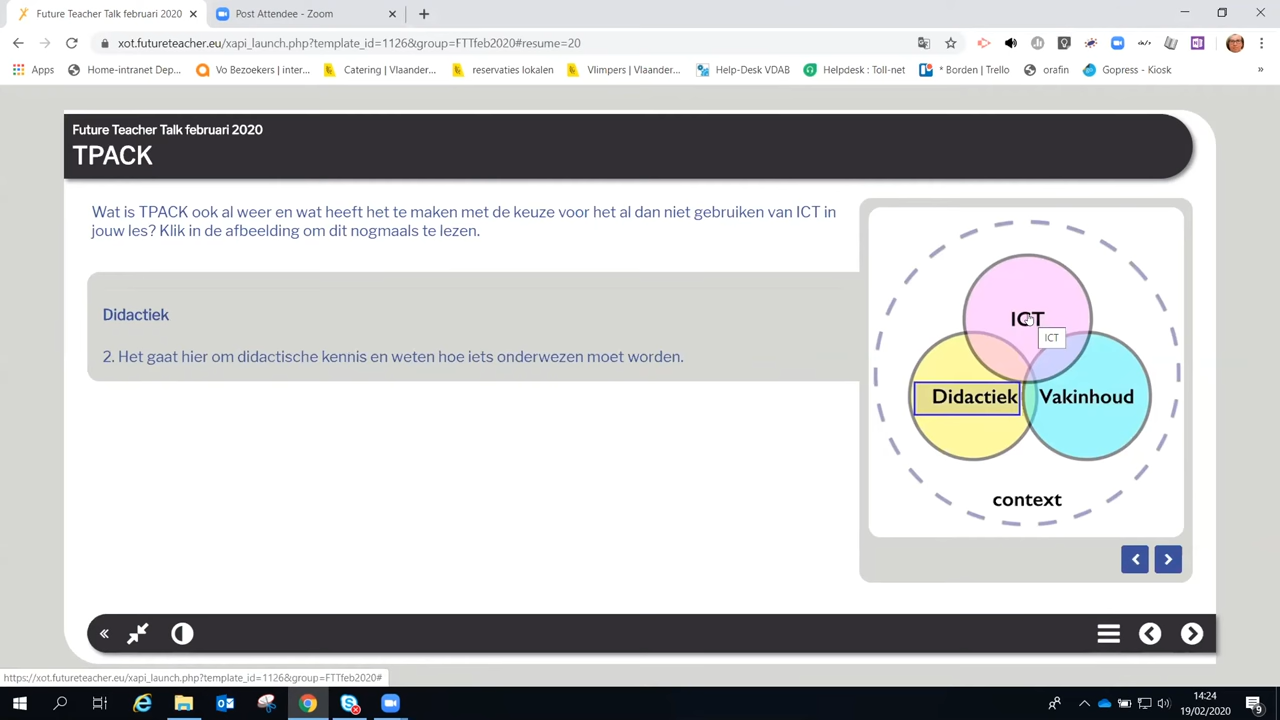 Future Teacher Talk februari 2020
Post Attendee - Zoom
xot.futureteacher.eu/xapi_launch.php?template_id=1126&group=FTTfeb2020#resume=20
Apps
Home-intranet Dep...
Vo Bezoekers | inter...
Catering | Vlaander...
reservaties lokalen
Vlimpers | Vlaander...
Help-Desk VDAB
Helpdesk : Toll-net
* Borden | Trello
orafin
Gopress - Kiosk
»
Future Teacher Talk februari 2020
TPACK
Wat is TPACK ook al weer en wat heeft het te maken met de keuze voor het al dan niet gebruiken van ICT in
jouw les? Klik in de afbeelding om dit nogmaals te lezen.
Didactiek
2. Het gaat hier om didactische kennis en weten hoe iets onderwezen moet worden.
ICT
ICT
Didactiek
Vakinhoud
context
https://xot.futureteacher.eu/xapi_launch.php?template_id=1126&group=FTTfeb2020#
14:24
19/02/2020
9